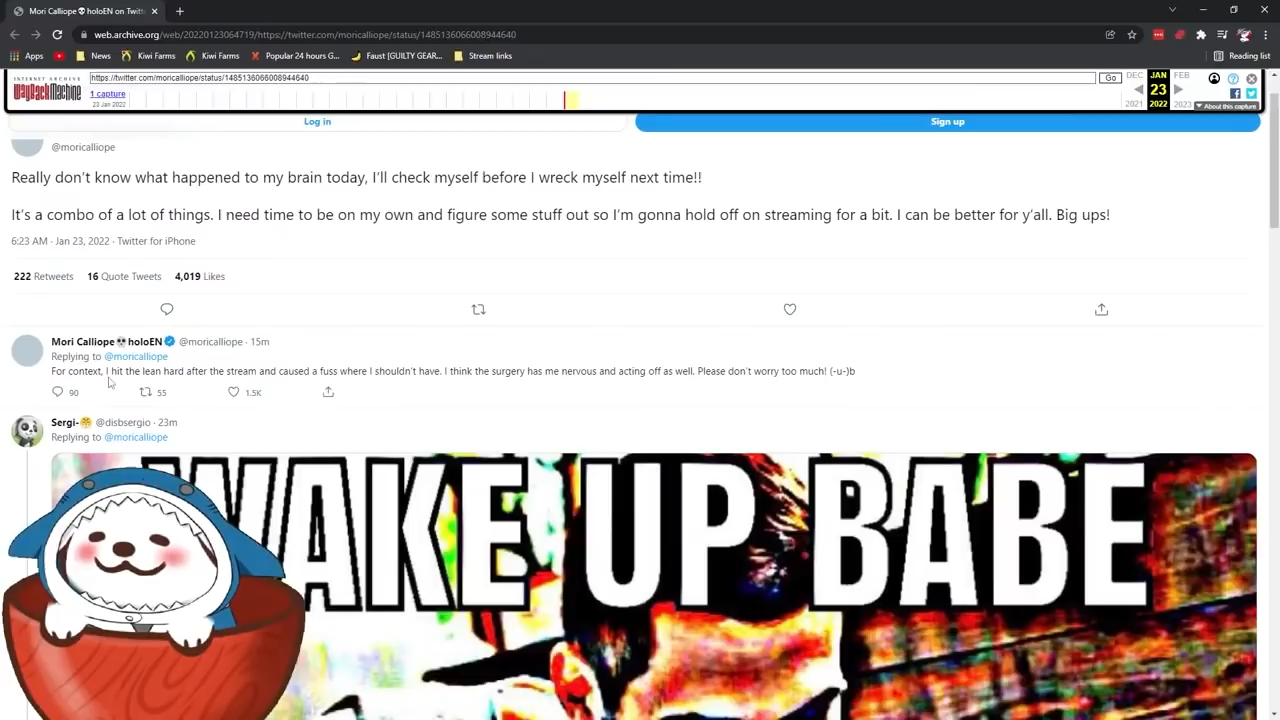 Mori Calliope💀holoEN on Twitt
web.archive.org/web/20220123064719/https://twitter.com/moricalliope/status/1485136066008944640
Apps News Kiwi Farms Kiwi Farms Popular 24 hours G... Faust [GUILTY GEAR... Stream links Reading list
INTERNET ARCHIVE
WayBackMachine
https://twitter.com/moricalliope/status/1485136066008944640 Go DEC JAN FEB
1 capture 23
23 Jan 2022 2021 2022 2023 About this capture
Log in Sign up
@moricalliope
Really don't know what happened to my brain today, I'll check myself before I wreck myself next time!!
It's a combo of a lot of things. I need time to be on my own and figure some stuff out so I'm gonna hold off on streaming for a bit. I can be better for y'all. Big ups!
6:23 AM · Jan 23, 2022 · Twitter for iPhone
222 Retweets 16 Quote Tweets 4,019 Likes
Mori Calliope💀holoEN @moricalliope · 15m
Replying to @moricalliope
For context, I hit the lean hard after the stream and caused a fuss where I shouldn't have. I think the surgery has me nervous and acting off as well. Please don't worry too much! (-u-)b
90 55 1.5K
Sergi-😤 @disbsergio · 23m
Replying to @moricalliope
WAKE UP BABE